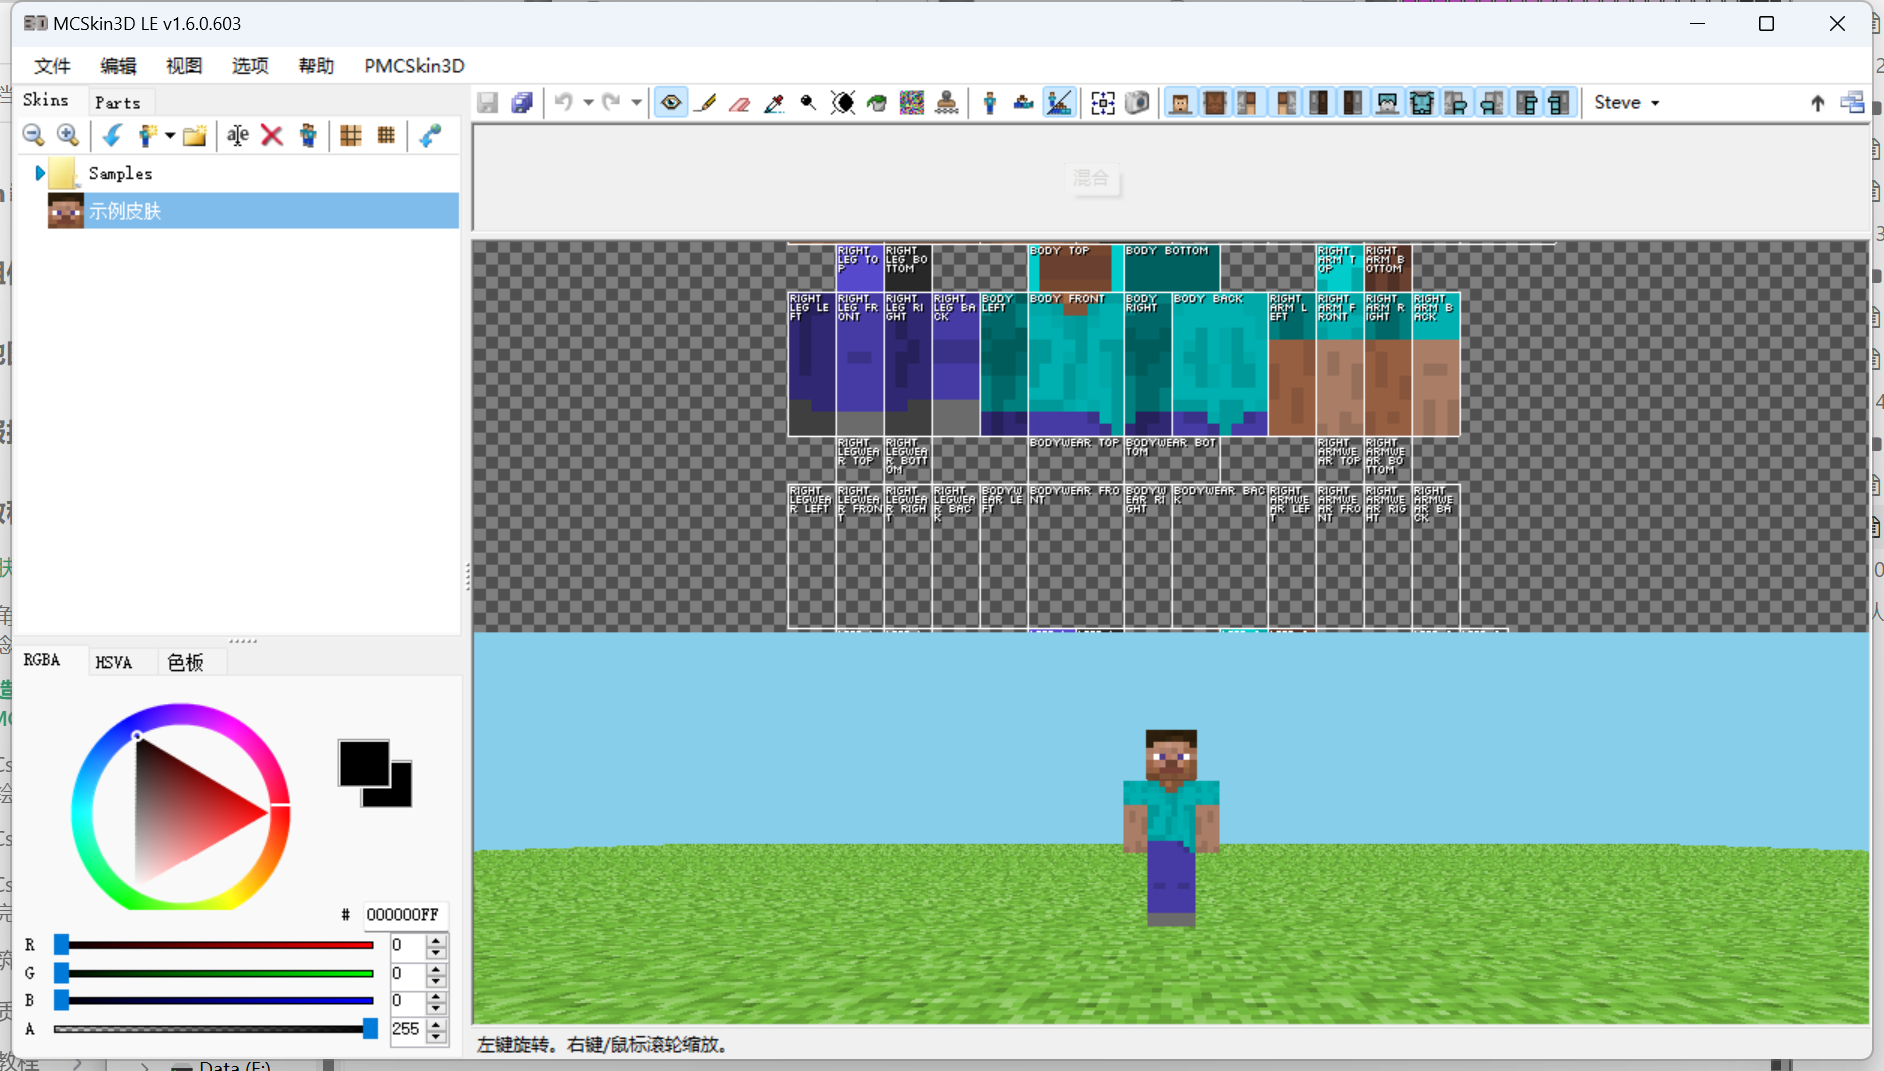 MCSkin3D LE v1.6.0.603
文件 编辑 视图 选项 帮助 PMCSkin3D
Skins Parts
Steve
混合
Samples
示例皮肤
RIGHT LEG TOP
RIGHT LEG BOTTOM
BODY TOP
BODY BOTTOM
RIGHT ARM TOP
RIGHT ARM BOTTOM
RIGHT LEG LEFT
RIGHT LEG FRONT
RIGHT LEG RIGHT
RIGHT LEG BACK
BODY LEFT
BODY FRONT
BODY RIGHT
BODY BACK
RIGHT ARM LEFT
RIGHT ARM FRONT
RIGHT ARM RIGHT
RIGHT ARM BACK
RIGHT LEGWEAR TOP
RIGHT LEGWEAR BOTTOM
BODYWEAR TOP
BODYWEAR BOTTOM
RIGHT ARMWEAR TOP
RIGHT ARMWEAR BOTTOM
RIGHT LEGWEAR LEFT
RIGHT LEGWEAR FRONT
RIGHT LEGWEAR RIGHT
RIGHT LEGWEAR BACK
BODYWEAR LEFT
BODYWEAR FRONT
BODYWEAR RIGHT
BODYWEAR BACK
RIGHT ARMWEAR LEFT
RIGHT ARMWEAR FRONT
RIGHT ARMWEAR RIGHT
RIGHT ARMWEAR BACK
RGBA HSVA 色板
# 000000FF
R 0
G 0
B 0
A 255
左键旋转。右键/鼠标滚轮缩放。
教程
Data (F:)